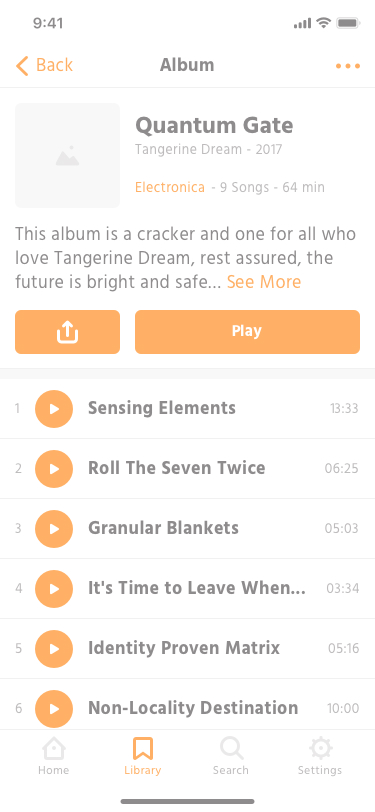 9:41
Back
Album
Quantum Gate
Tangerine Dream - 2017
Electronica - 9 Songs - 64 min
This album is a cracker and one for all who
love Tangerine Dream, rest assured, the
future is bright and safe... See More
Play
1 Sensing Elements 13:33
2 Roll The Seven Twice 06:25
3 Granular Blankets 05:03
4 It's Time to Leave When... 03:34
5 Identity Proven Matrix 05:16
6 Non-Locality Destination 10:00
Home Library Search Settings